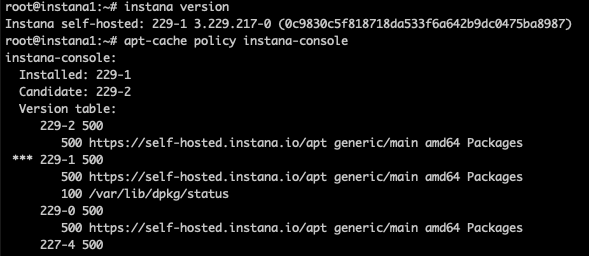 root@instana1:~# instana version
Instana self-hosted: 229-1 3.229.217-0 (0c9830c5f818718da533f6a642b9dc0475ba8987)
root@instana1:~# apt-cache policy instana-console
instana-console:
  Installed: 229-1
  Candidate: 229-2
  Version table:
     229-2 500
        500 https://self-hosted.instana.io/apt generic/main amd64 Packages
 *** 229-1 500
        500 https://self-hosted.instana.io/apt generic/main amd64 Packages
        100 /var/lib/dpkg/status
     229-0 500
        500 https://self-hosted.instana.io/apt generic/main amd64 Packages
     227-4 500